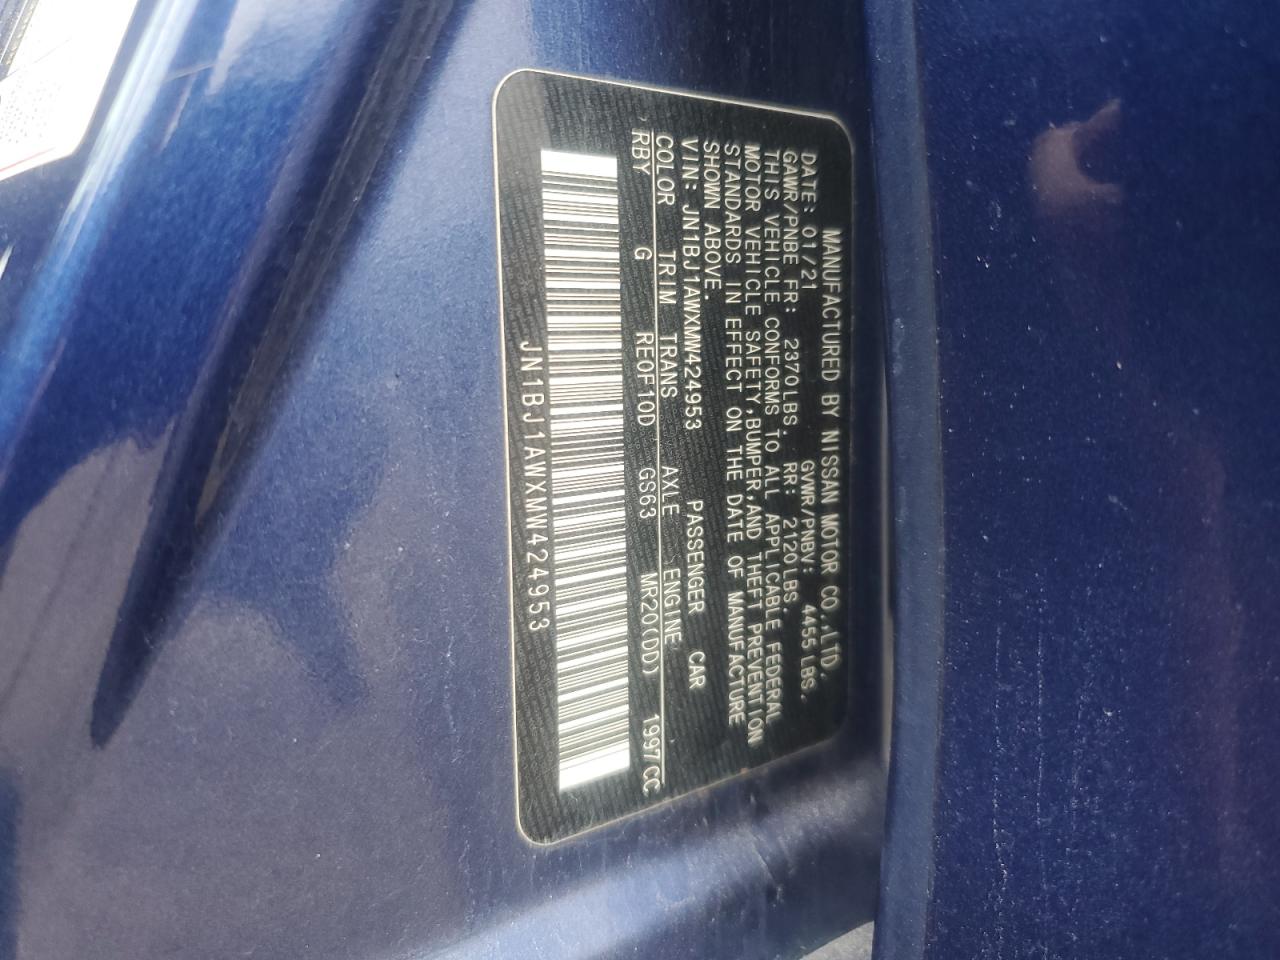 MANUFACTURED BY NISSAN MOTOR CO.,LTD.
DATE: 01/21 GVWR/PNBV: 4455 LBS.
GAWR/PNBE FR: 2370LBS. RR: 2120LBS.
THIS VEHICLE CONFORMS TO ALL APPLICABLE FEDERAL
MOTOR VEHICLE SAFETY,BUMPER,AND THEFT PREVENTION
STANDARDS IN EFFECT ON THE DATE OF MANUFACTURE
SHOWN ABOVE.
VIN: JN1BJ1AWXMW424953 PASSENGER CAR
COLOR TRIM TRANS AXLE ENGINE
RBY G RE0F10D GS63 MR20(DD) 1997CC
JN1BJ1AWXMW424953